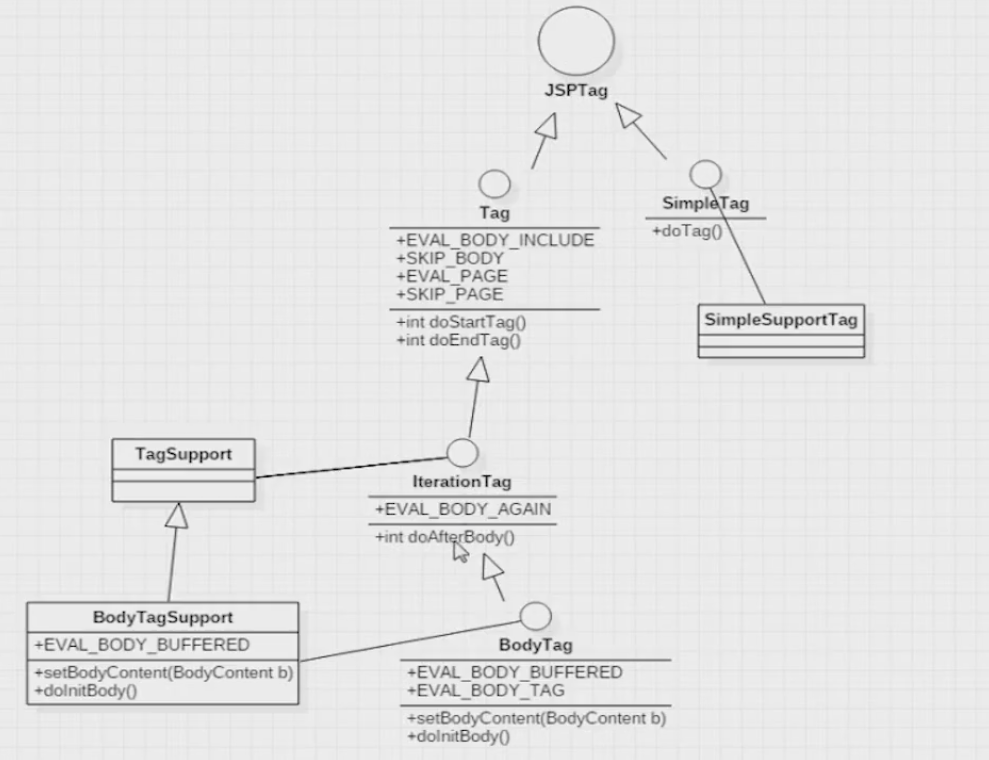 JSPTag
Tag
+EVAL_BODY_INCLUDE
+SKIP_BODY
+EVAL_PAGE
+SKIP_PAGE
+int doStartTag()
+int doEndTag()
SimpleTag
+doTag()
SimpleSupportTag
TagSupport
IterationTag
+EVAL_BODY_AGAIN
+int doAfterBody()
BodyTagSupport
+EVAL_BODY_BUFFERED
+setBodyContent(BodyContent b)
+doInitBody()
BodyTag
+EVAL_BODY_BUFFERED
+EVAL_BODY_TAG
+setBodyContent(BodyContent b)
+doInitBody()